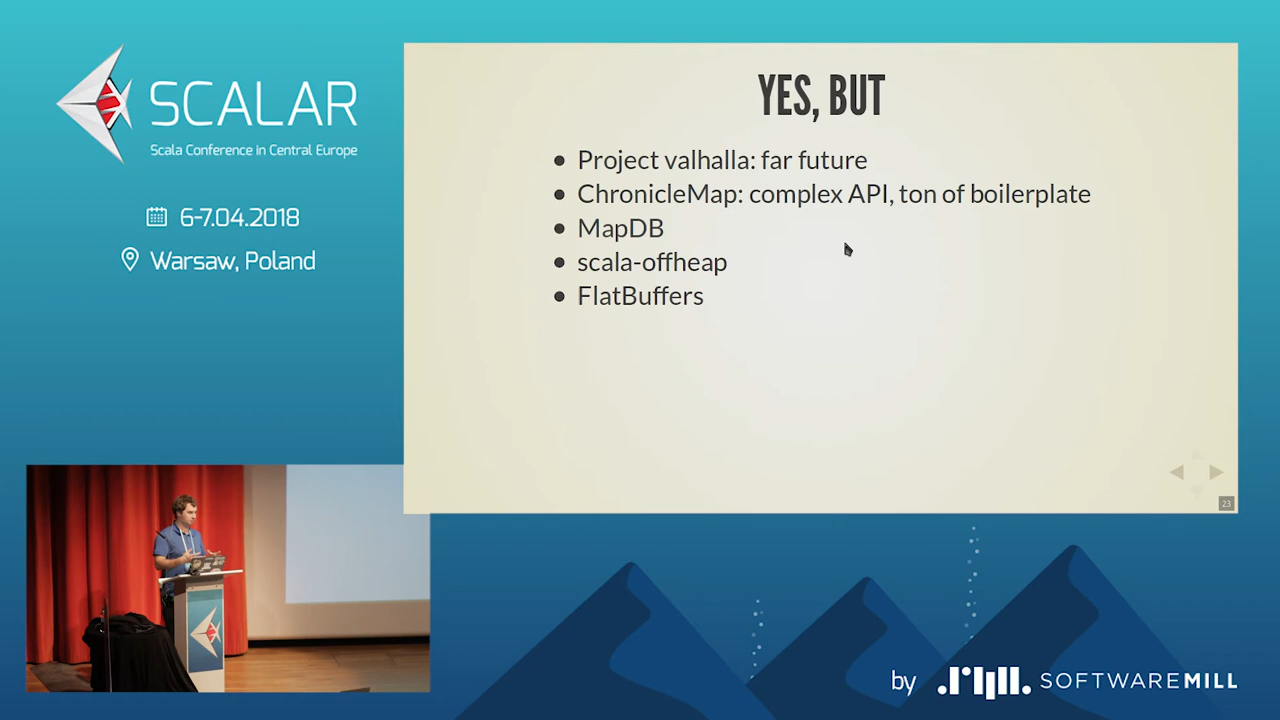 SCALAR
Scala Conference in Central Europe
6-7.04.2018
Warsaw, Poland
YES, BUT
Project valhalla: far future
ChronicleMap: complex API, ton of boilerplate
MapDB
scala-offheap
FlatBuffers
23
by SOFTWAREMILL